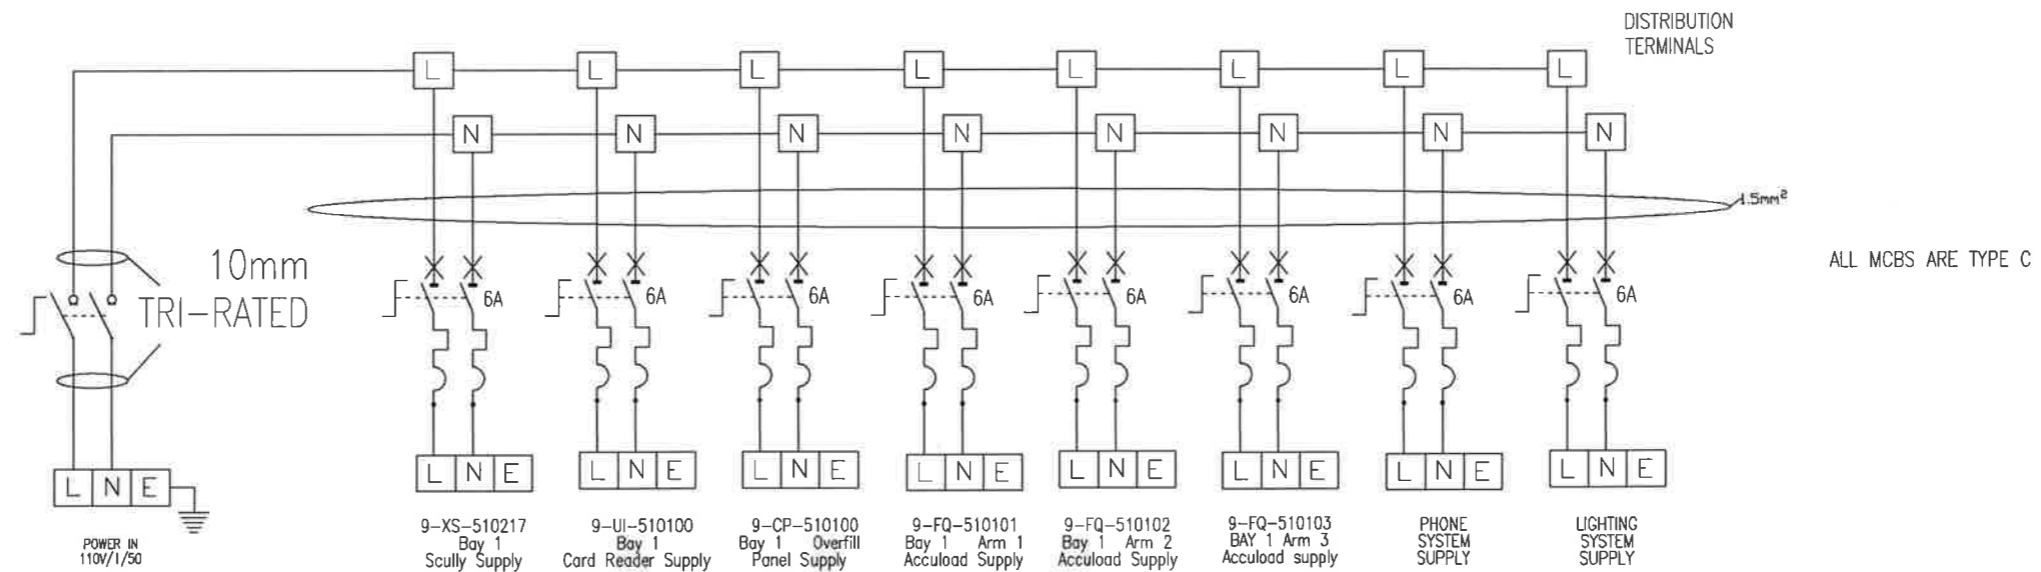 DISTRIBUTION
TERMINALS
L L L L L L L L
N N N N N N N N
1.5mm²
ALL MCBS ARE TYPE C
10mm
TRI-RATED
6A 6A 6A 6A 6A 6A 6A 6A
L N E
L N E
L N E
L N E
L N E
L N E
L N E
L N E
L N E
POWER IN
110V/1/50
9-XS-510217
Bay 1
Scully Supply
9-UI-510100
Bay 1
Card Reader Supply
9-CP-510100
Bay 1 Overfill
Panel Supply
9-FQ-510101
Bay 1 Arm 1
Accuload Supply
9-FQ-510102
Bay 1 Arm 2
Accuload Supply
9-FQ-510103
BAY 1 Arm 3
Accuload supply
PHONE
SYSTEM
SUPPLY
LIGHTING
SYSTEM
SUPPLY